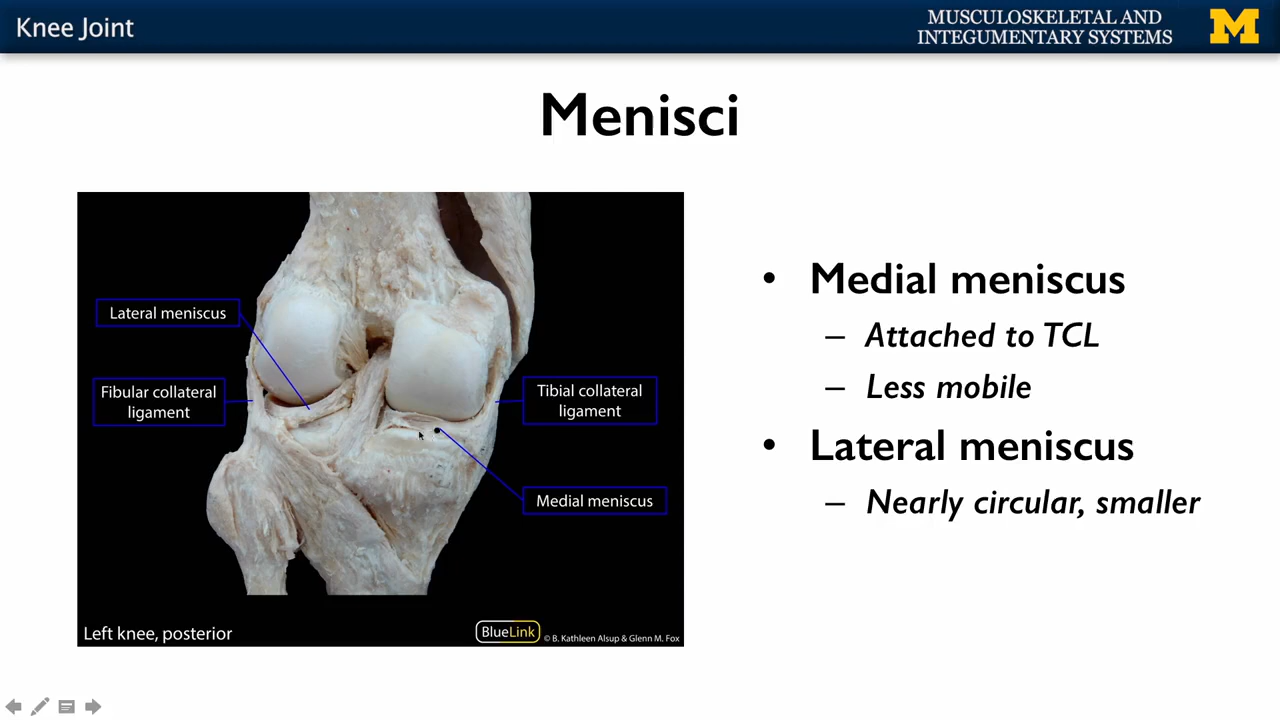 Knee Joint
MUSCULOSKELETAL AND
INTEGUMENTARY SYSTEMS
M
Menisci
Lateral meniscus
Fibular collateral
ligament
Tibial collateral
ligament
Medial meniscus
Left knee, posterior
BlueLink © B. Kathleen Alsup & Glenn M. Fox
• Medial meniscus
– Attached to TCL
– Less mobile
• Lateral meniscus
– Nearly circular, smaller